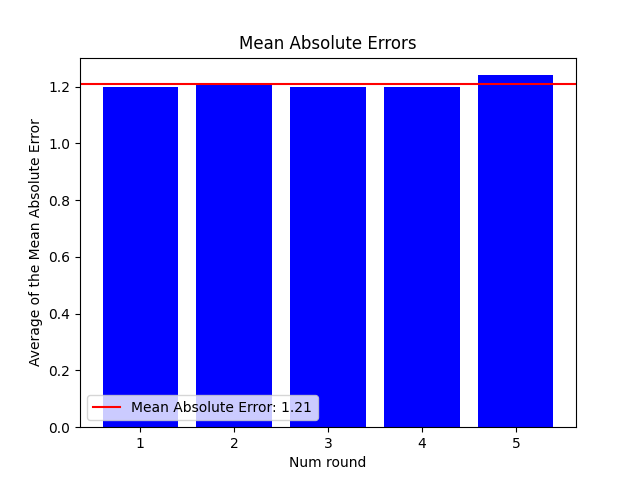 Mean Absolute Errors
Average of the Mean Absolute Error
1.2
1.0
0.8
0.6
0.4
0.2
0.0
Mean Absolute Error: 1.21
1 2 3 4 5
Num round